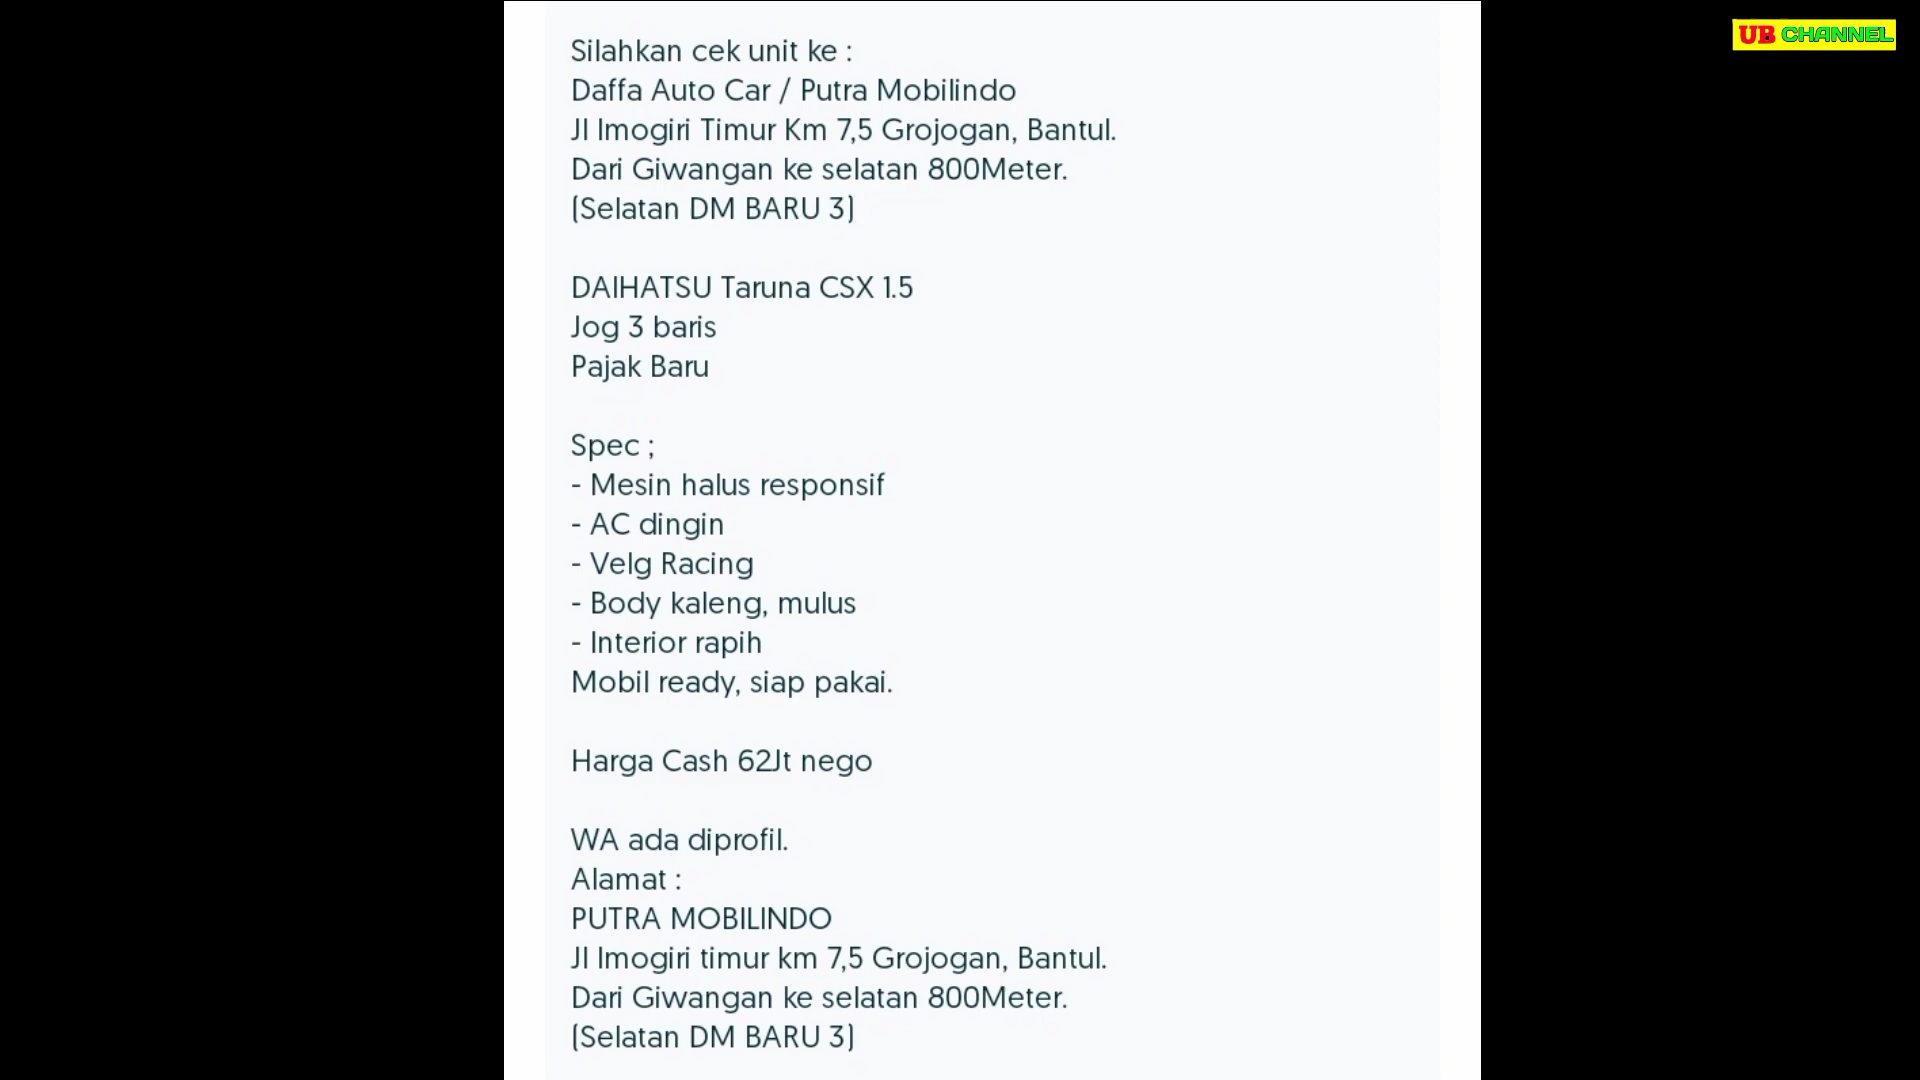 Silahkan cek unit ke :
Daffa Auto Car / Putra Mobilindo
Jl Imogiri Timur Km 7,5 Grojogan, Bantul.
Dari Giwangan ke selatan 800Meter.
(Selatan DM BARU 3)
DAIHATSU Taruna CSX 1.5
Jog 3 baris
Pajak Baru
Spec ;
- Mesin halus responsif
- AC dingin
- Velg Racing
- Body kaleng, mulus
- Interior rapih
Mobil ready, siap pakai.
Harga Cash 62Jt nego
WA ada diprofil.
Alamat :
PUTRA MOBILINDO
Jl Imogiri timur km 7,5 Grojogan, Bantul.
Dari Giwangan ke selatan 800Meter.
(Selatan DM BARU 3)
UB CHANNEL